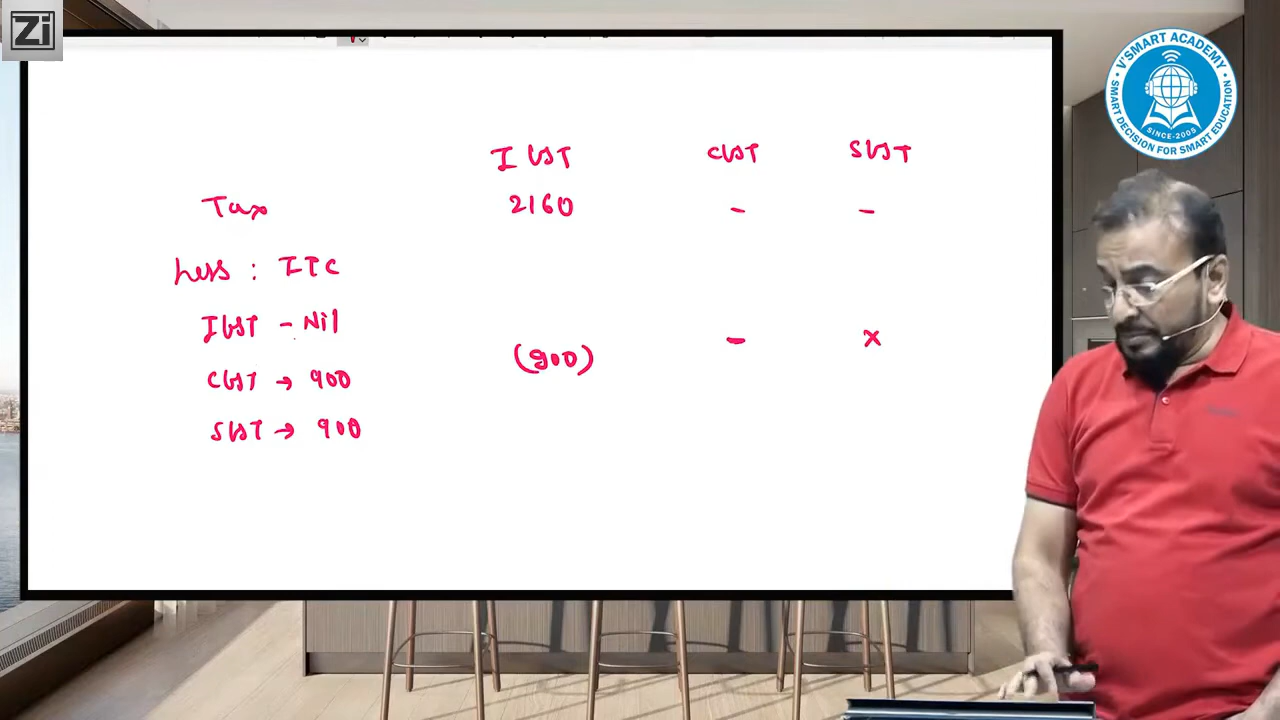 Zi
V'SMART ACADEMY
SINCE-2005
SMART DECISION FOR SMART EDUCATION
IGST CGST SGST
Tax 2160 - -
Less : ITC
IGST - Nil
(900) - x
CGST → 900
SGST → 900